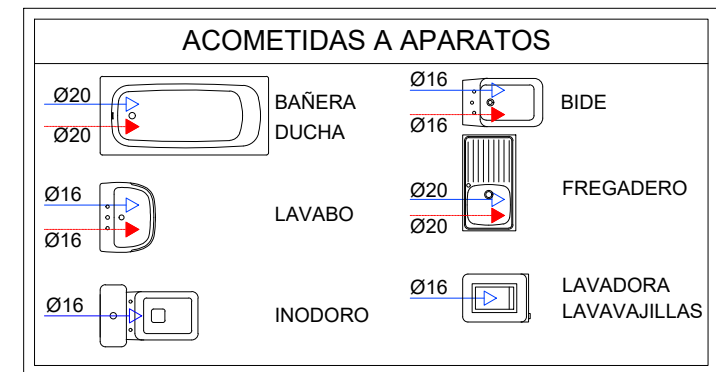 ACOMETIDAS A APARATOS
Ø20
Ø20
BAÑERA
DUCHA
Ø16
Ø16
BIDE
Ø16
Ø16
LAVABO
Ø20
Ø20
FREGADERO
Ø16
INODORO
Ø16
LAVADORA
LAVAVAJILLAS